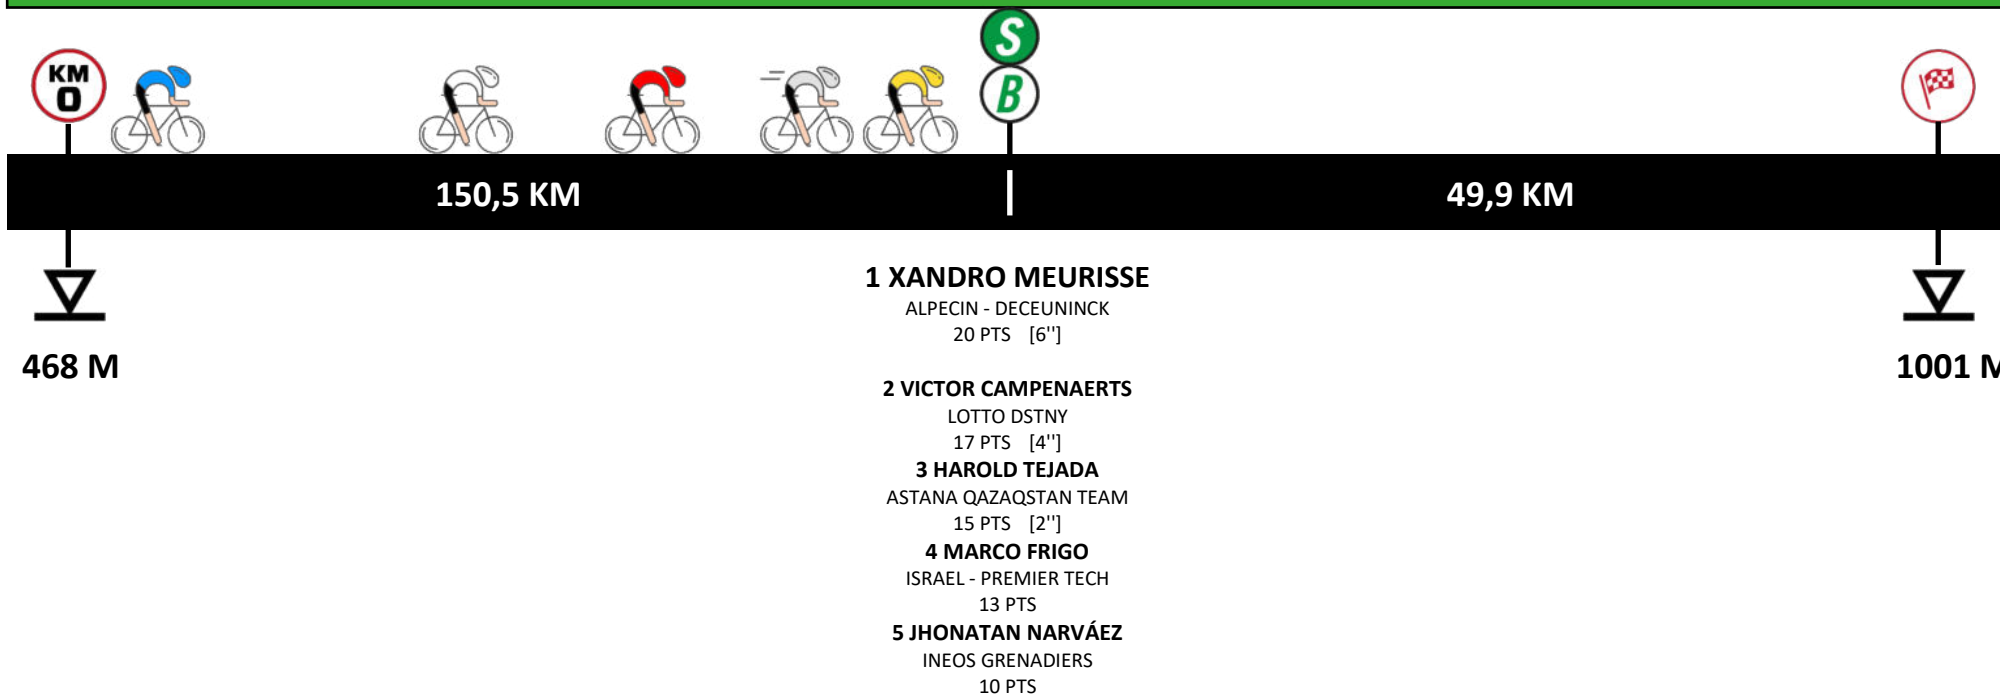 KM
0
S
B
150,5 KM
49,9 KM
468 M
1001 M
1 XANDRO MEURISSE
ALPECIN - DECEUNINCK
20 PTS [6'']
2 VICTOR CAMPENAERTS
LOTTO DSTNY
17 PTS [4'']
3 HAROLD TEJADA
ASTANA QAZAQSTAN TEAM
15 PTS [2'']
4 MARCO FRIGO
ISRAEL - PREMIER TECH
13 PTS
5 JHONATAN NARVÁEZ
INEOS GRENADIERS
10 PTS